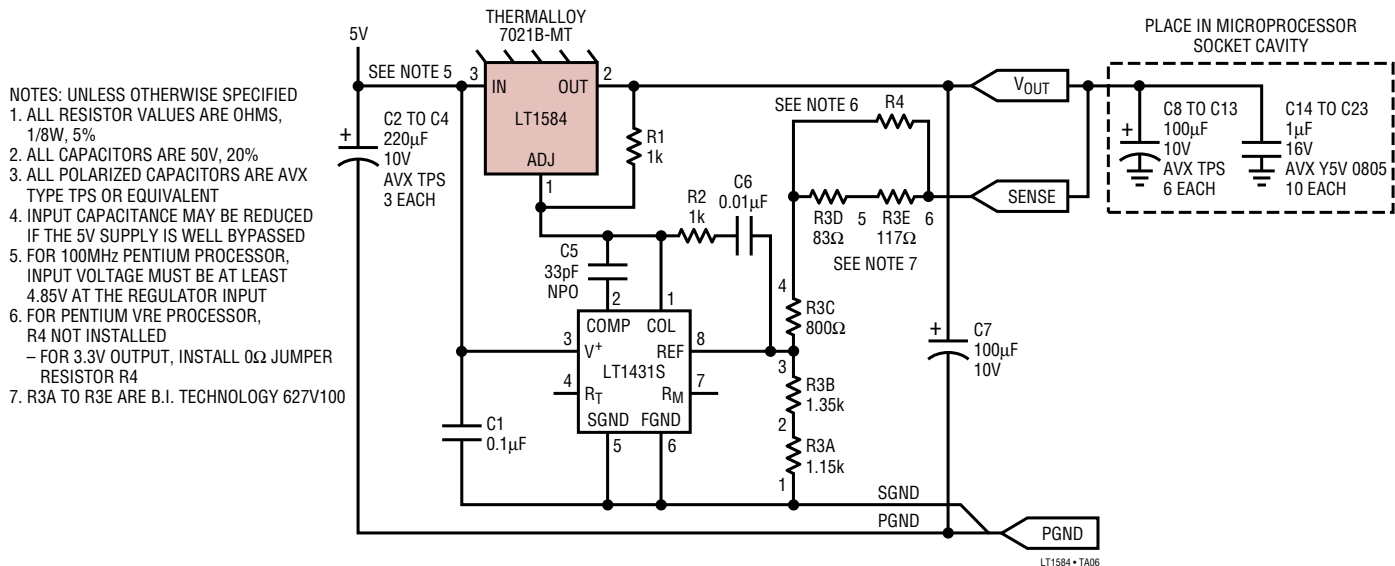 THERMALLOY
7021B-MT
PLACE IN MICROPROCESSOR
SOCKET CAVITY
5V
SEE NOTE 5
3
IN
OUT
2
LT1584
ADJ
1
V_OUT
NOTES: UNLESS OTHERWISE SPECIFIED
1. ALL RESISTOR VALUES ARE OHMS,
1/8W, 5%
2. ALL CAPACITORS ARE 50V, 20%
3. ALL POLARIZED CAPACITORS ARE AVX
TYPE TPS OR EQUIVALENT
4. INPUT CAPACITANCE MAY BE REDUCED
IF THE 5V SUPPLY IS WELL BYPASSED
5. FOR 100MHz PENTIUM PROCESSOR,
INPUT VOLTAGE MUST BE AT LEAST
4.85V AT THE REGULATOR INPUT
6. FOR PENTIUM VRE PROCESSOR,
R4 NOT INSTALLED
– FOR 3.3V OUTPUT, INSTALL 0Ω JUMPER
RESISTOR R4
7. R3A TO R3E ARE B.I. TECHNOLOGY 627V100
+
C2 TO C4
220µF
10V
AVX TPS
3 EACH
R1
1k
SEE NOTE 6
R4
+
C8 TO C13
100µF
10V
AVX TPS
6 EACH
C14 TO C23
1µF
16V
AVX Y5V 0805
10 EACH
R2
1k
C6
0.01µF
R3D
83Ω
5
R3E
117Ω
6
SENSE
SEE NOTE 7
C5
33pF
NPO
4
R3C
800Ω
2
1
COMP
COL
3
V+
REF
8
LT1431S
4
RT
RM
7
SGND
FGND
5
6
3
R3B
1.35k
2
R3A
1.15k
1
+
C7
100µF
10V
C1
0.1µF
SGND
PGND
PGND
LT1584 • TA06